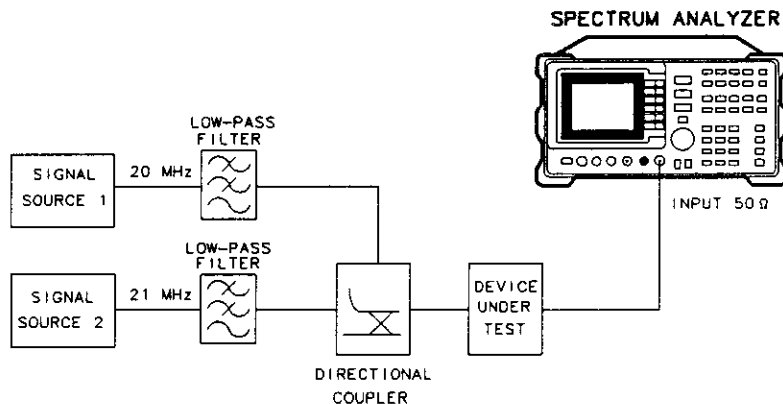 SPECTRUM ANALYZER
LOW-PASS
FILTER
SIGNAL
SOURCE 1
20 MHz
INPUT 50Ω
LOW-PASS
FILTER
SIGNAL
SOURCE 2
21 MHz
DEVICE
UNDER
TEST
DIRECTIONAL
COUPLER